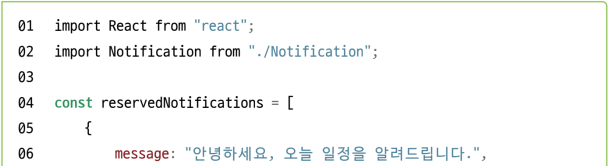 01 import React from "react";
02 import Notification from "./Notification";
03
04 const reservedNotifications = [
05 {
06 message: "안녕하세요, 오늘 일정을 알려드립니다.",